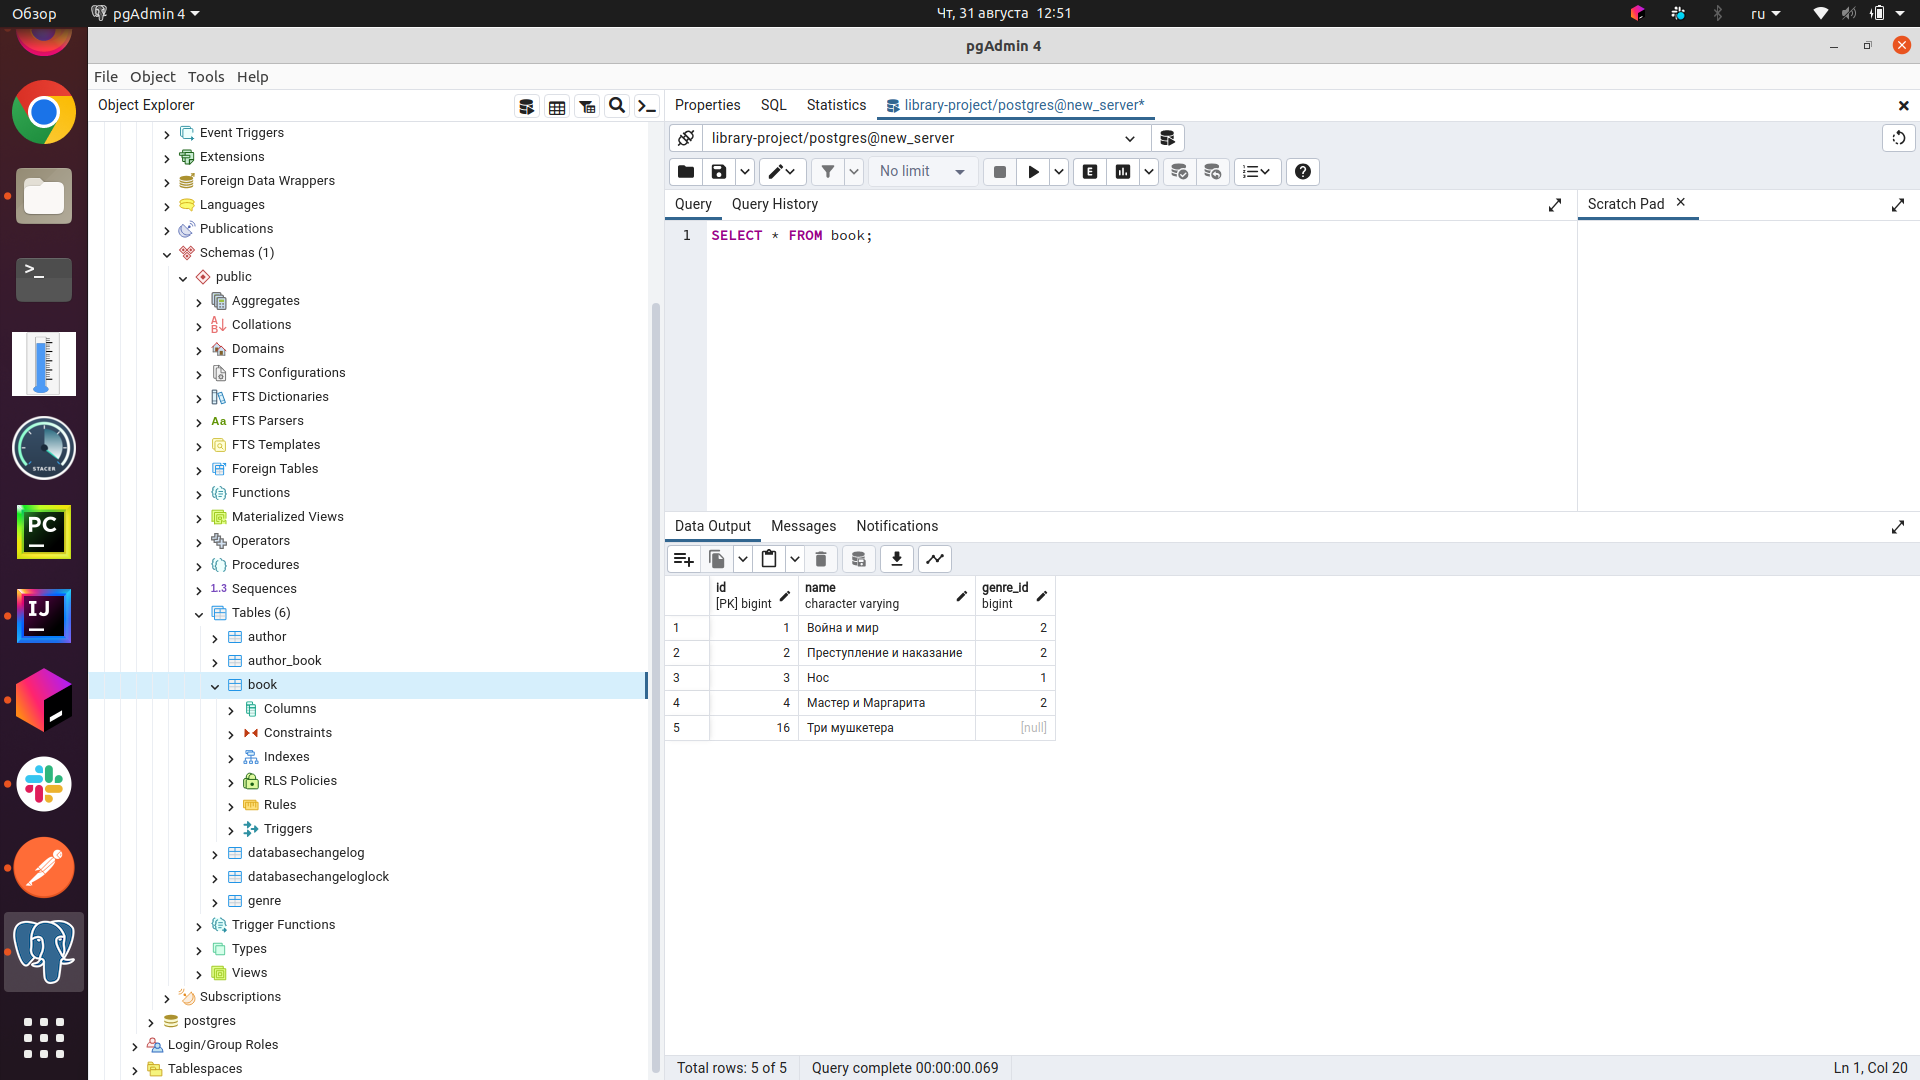 Обзор
pgAdmin 4
Чт, 31 августа 12:51
ru
pgAdmin 4
File Object Tools Help
Object Explorer
Event Triggers
Extensions
Foreign Data Wrappers
Languages
Publications
Schemas (1)
public
Aggregates
Collations
Domains
FTS Configurations
FTS Dictionaries
Aa FTS Parsers
FTS Templates
Foreign Tables
Functions
Materialized Views
Operators
Procedures
1..3 Sequences
Tables (6)
author
author_book
book
Columns
Constraints
Indexes
RLS Policies
Rules
Triggers
databasechangelog
databasechangeloglock
genre
Trigger Functions
Types
Views
Subscriptions
postgres
Login/Group Roles
Tablespaces
>_
STACER
PC
IJ
Properties SQL Statistics library-project/postgres@new_server*
library-project/postgres@new_server
No limit
E
Query Query History
Scratch Pad
1 SELECT * FROM book;
Data Output Messages Notifications
id name genre_id
[PK] bigint character varying bigint
1 1 Война и мир 2
2 2 Преступление и наказание 2
3 3 Нос 1
4 4 Мастер и Маргарита 2
5 16 Три мушкетера [null]
Total rows: 5 of 5 Query complete 00:00:00.069 Ln 1, Col 20